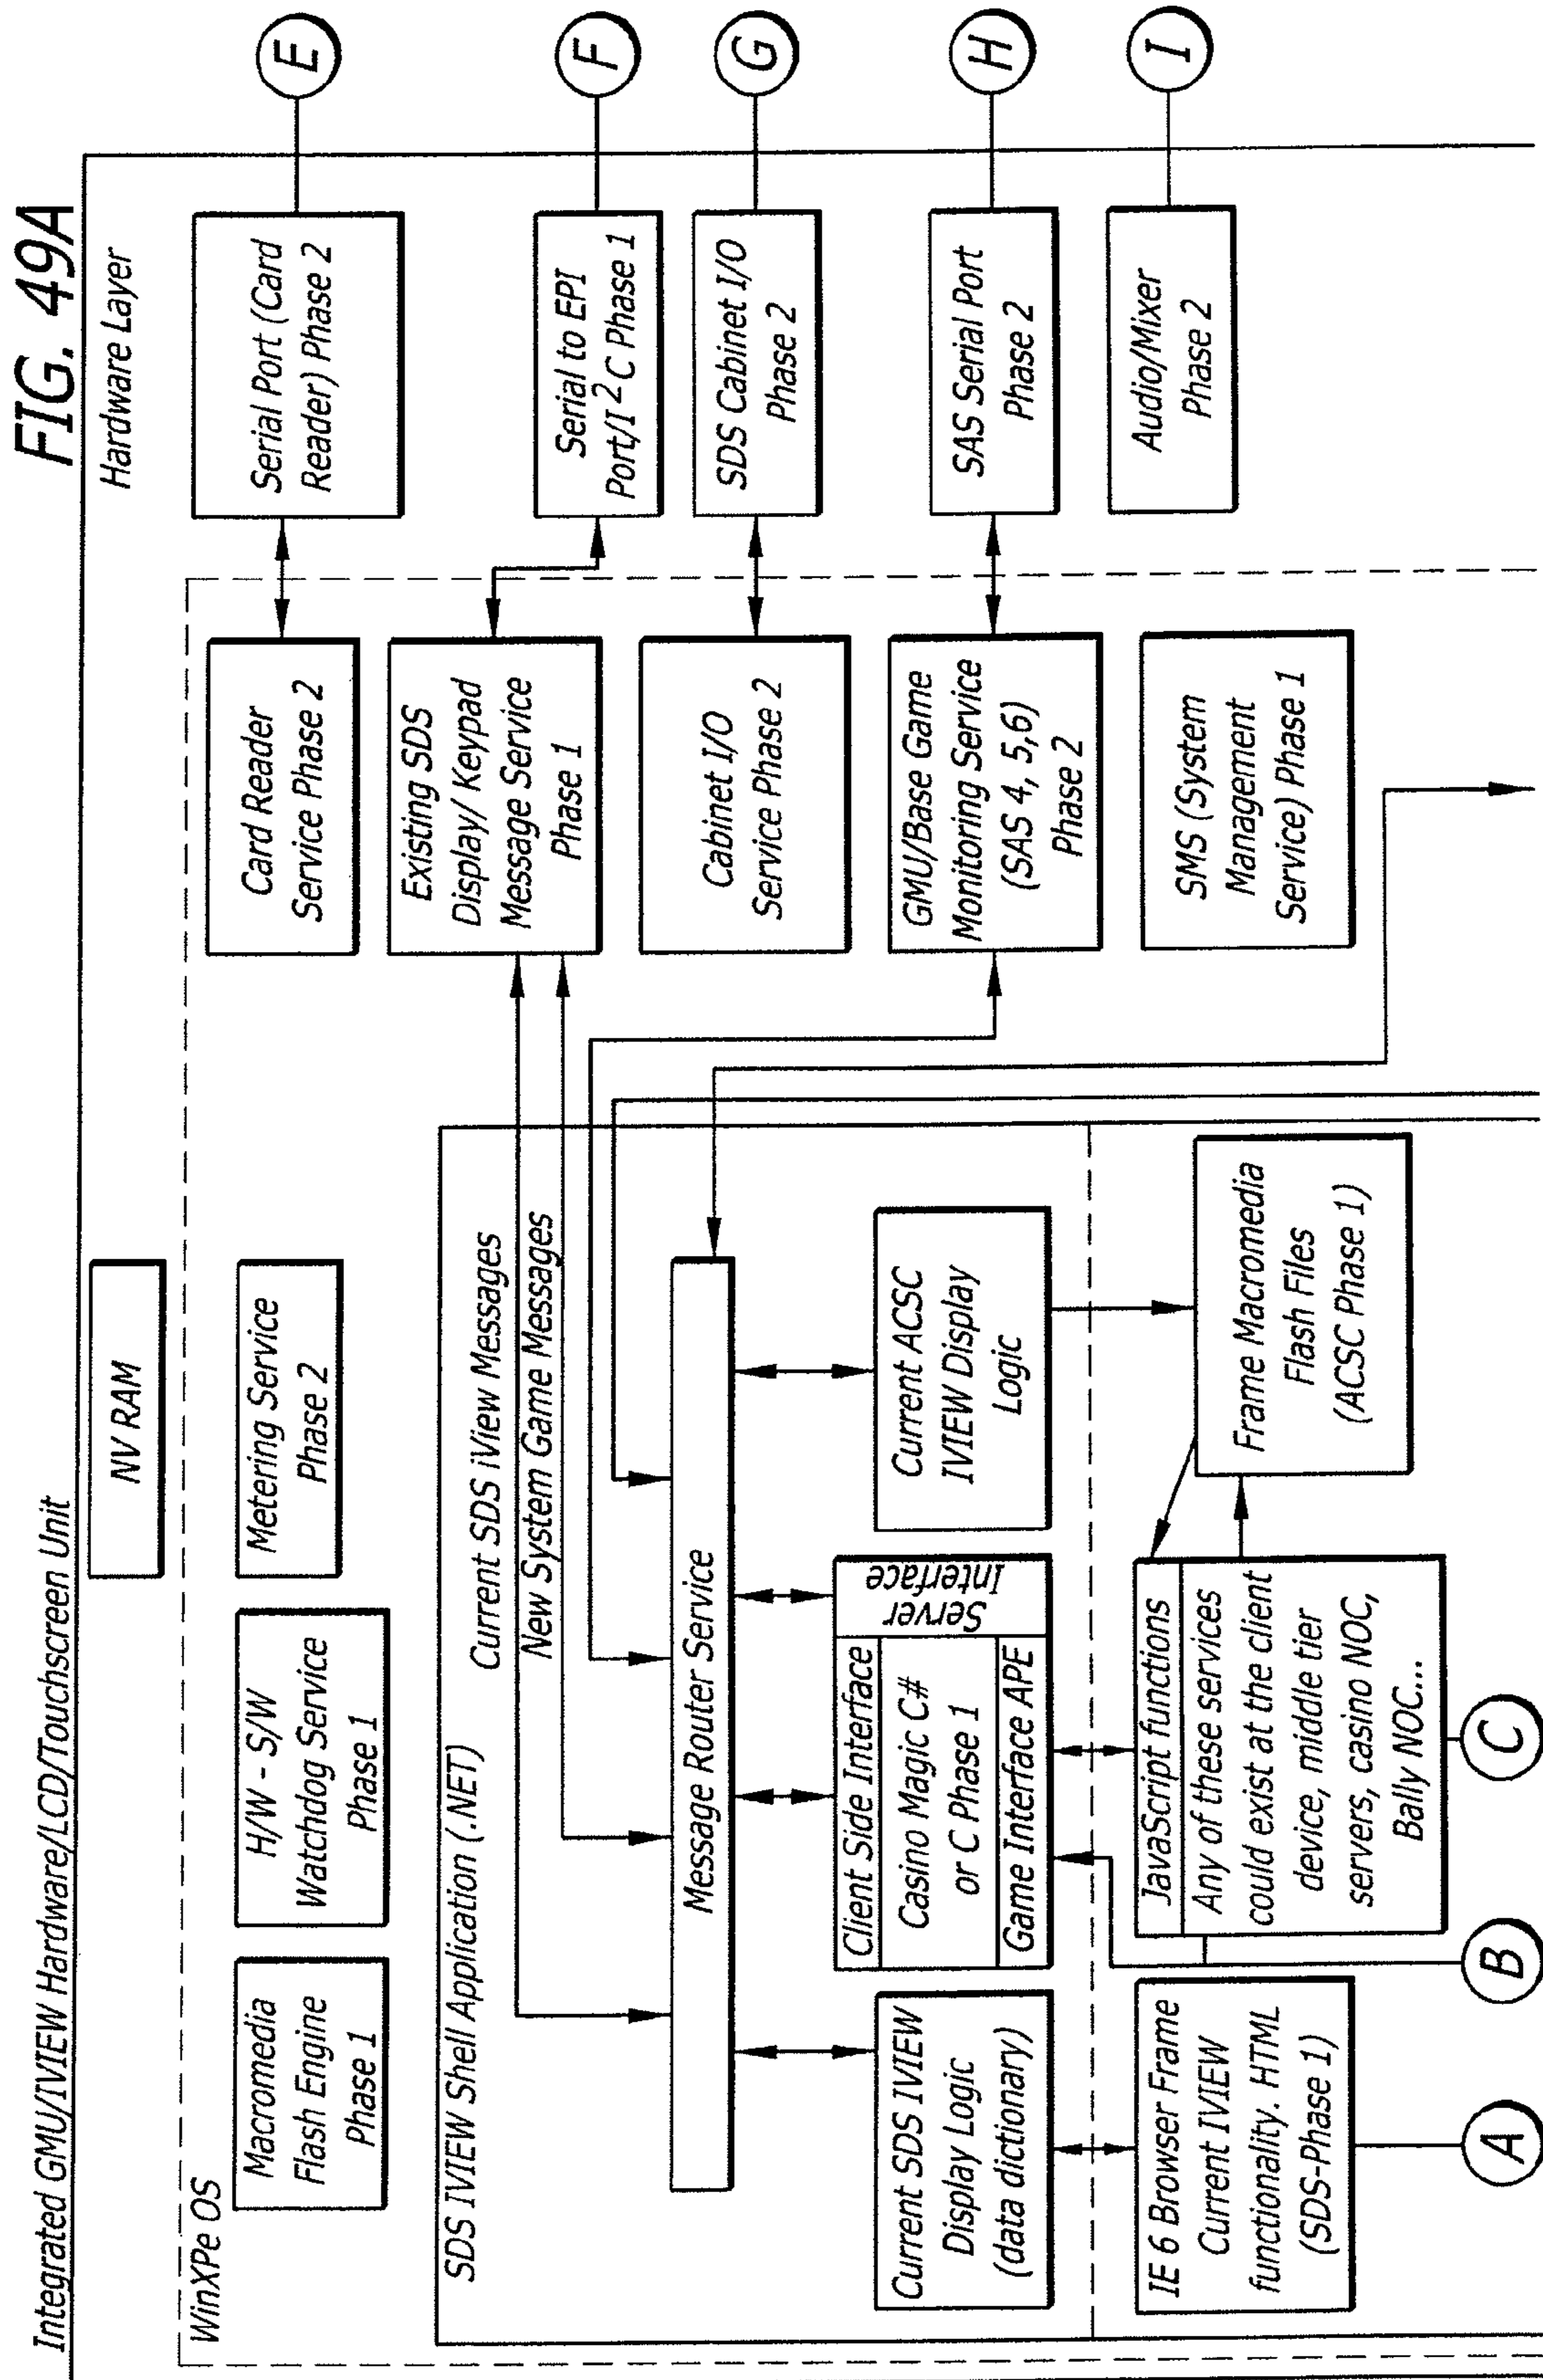 FIG. 49A
Integrated GMU/IVIEW Hardware/LCD/Touchscreen Unit
Hardware Layer
NV RAM
WinXPe OS
Macromedia
Flash Engine
Phase 1
H/W - S/W
Watchdog Service
Phase 1
Metering Service
Phase 2
Card Reader
Service Phase 2
Serial Port (Card
Reader) Phase 2
E
Existing SDS
Display/ Keypad
Message Service
Phase 1
Serial to EPI
Port/I²C Phase 1
F
Cabinet I/O
Service Phase 2
SDS Cabinet I/O
Phase 2
G
GMU/Base Game
Monitoring Service
(SAS 4, 5,6)
Phase 2
SAS Serial Port
Phase 2
H
SMS (System
Management
Service) Phase 1
Audio/Mixer
Phase 2
I
SDS IVIEW Shell Application (.NET)
Current SDS iView Messages
New System Game Messages
Message Router Service
Current SDS IVIEW
Display Logic
(data dictionary)
Client Side Interface
Casino Magic C#
or C Phase 1
Game Interface APE
Server
Interface
Current ACSC
IVIEW Display
Logic
IE 6 Browser Frame
Current IVIEW
functionality. HTML
(SDS-Phase 1)
JavaScript functions
Any of these services
could exist at the client
device, middle tier
servers, casino NOC,
Bally NOC...
Frame Macromedia
Flash Files
(ACSC Phase 1)
A
B
C